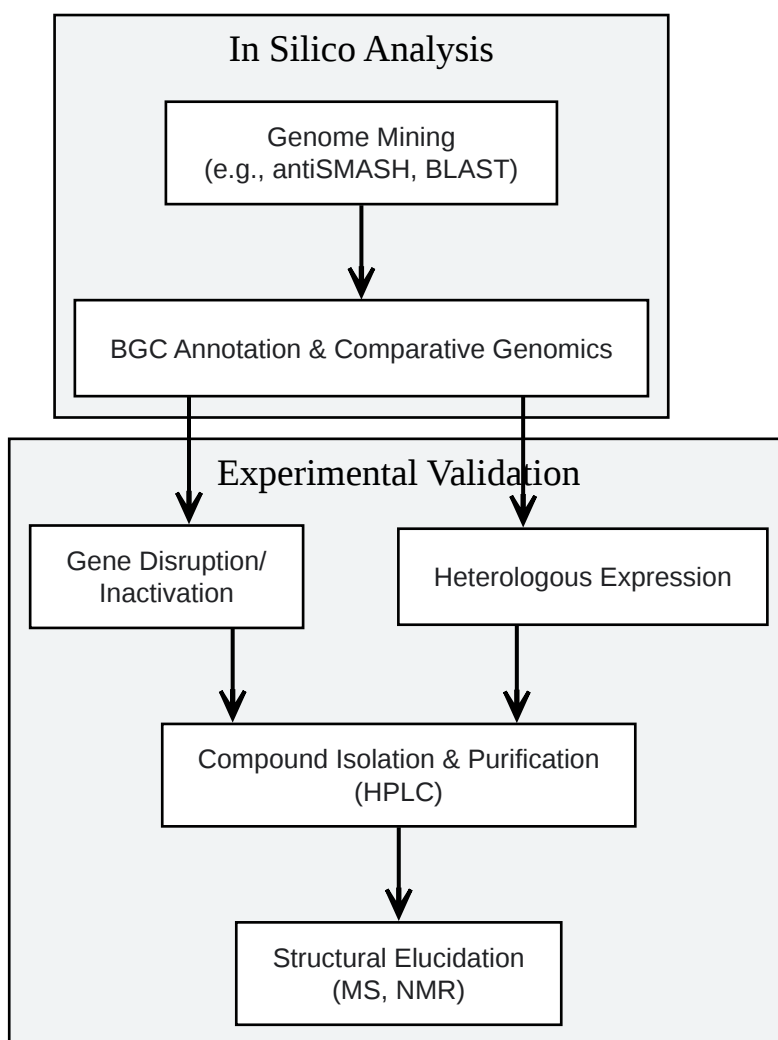 In Silico Analysis
Genome Mining
(e.g., antiSMASH, BLAST)
BGC Annotation & Comparative Genomics
Experimental Validation
Gene Disruption/
Inactivation
Heterologous Expression
Compound Isolation & Purification
(HPLC)
Structural Elucidation
(MS, NMR)